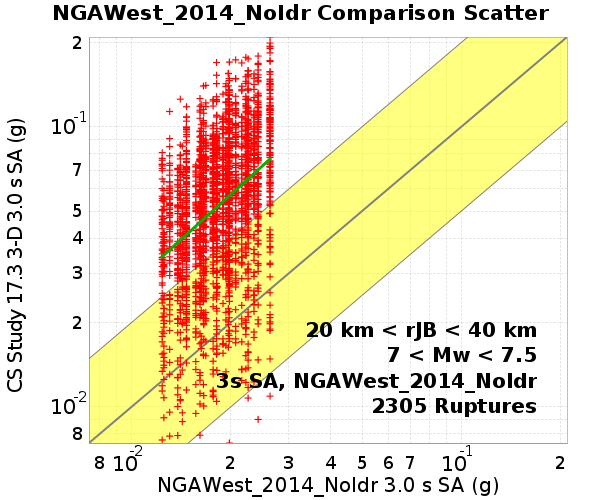 NGAWest_2014_NoIdr Comparison Scatter
CS Study 17.3 3-D 3.0 s SA (g)
2
10^-1
7
5
4
3
2
10^-2
8
20 km < rJB < 40 km
7 < Mw < 7.5
3s SA, NGAWest_2014_NoIdr
2305 Ruptures
8 10^-2 2 3 4 5 6 7 10^-1 2
NGAWest_2014_NoIdr 3.0 s SA (g)